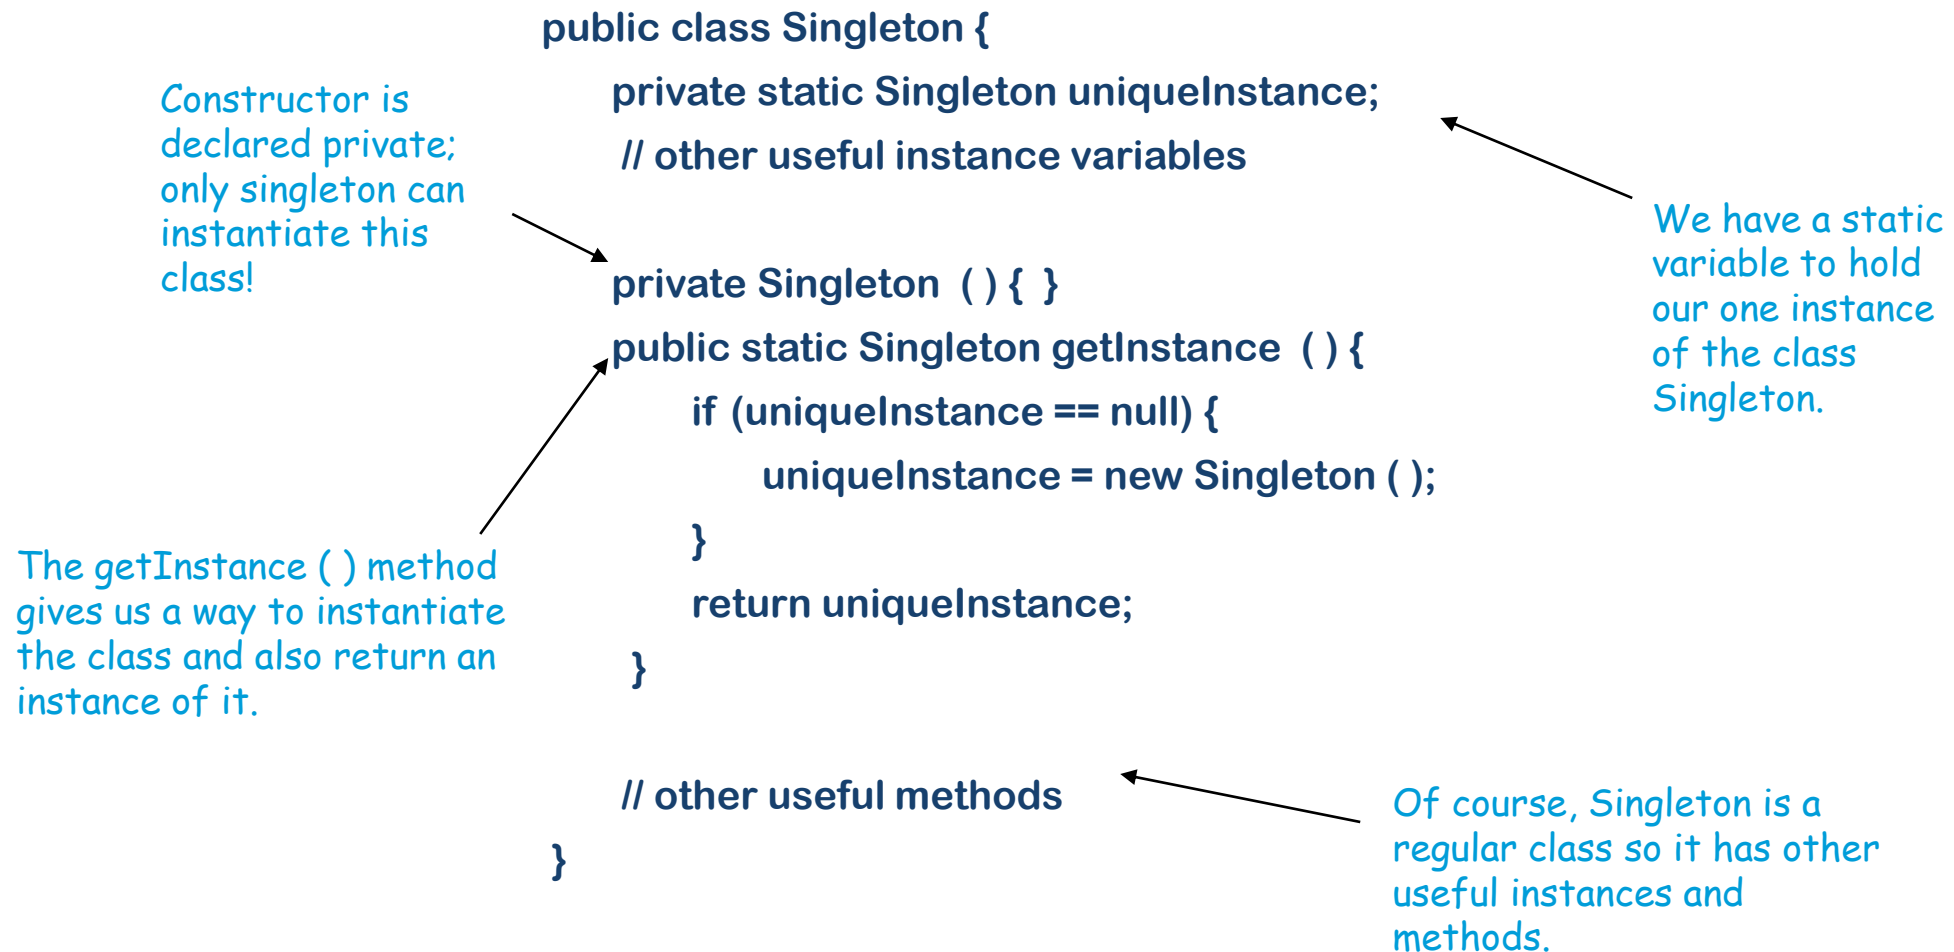 public class Singleton {
private static Singleton uniqueInstance;
// other useful instance variables
private Singleton ( ) { }
public static Singleton getInstance ( ) {
if (uniqueInstance == null) {
uniqueInstance = new Singleton ( );
}
return uniqueInstance;
}
// other useful methods
}
Constructor is
declared private;
only singleton can
instantiate this
class!
We have a static
variable to hold
our one instance
of the class
Singleton.
The getInstance ( ) method
gives us a way to instantiate
the class and also return an
instance of it.
Of course, Singleton is a
regular class so it has other
useful instances and
methods.